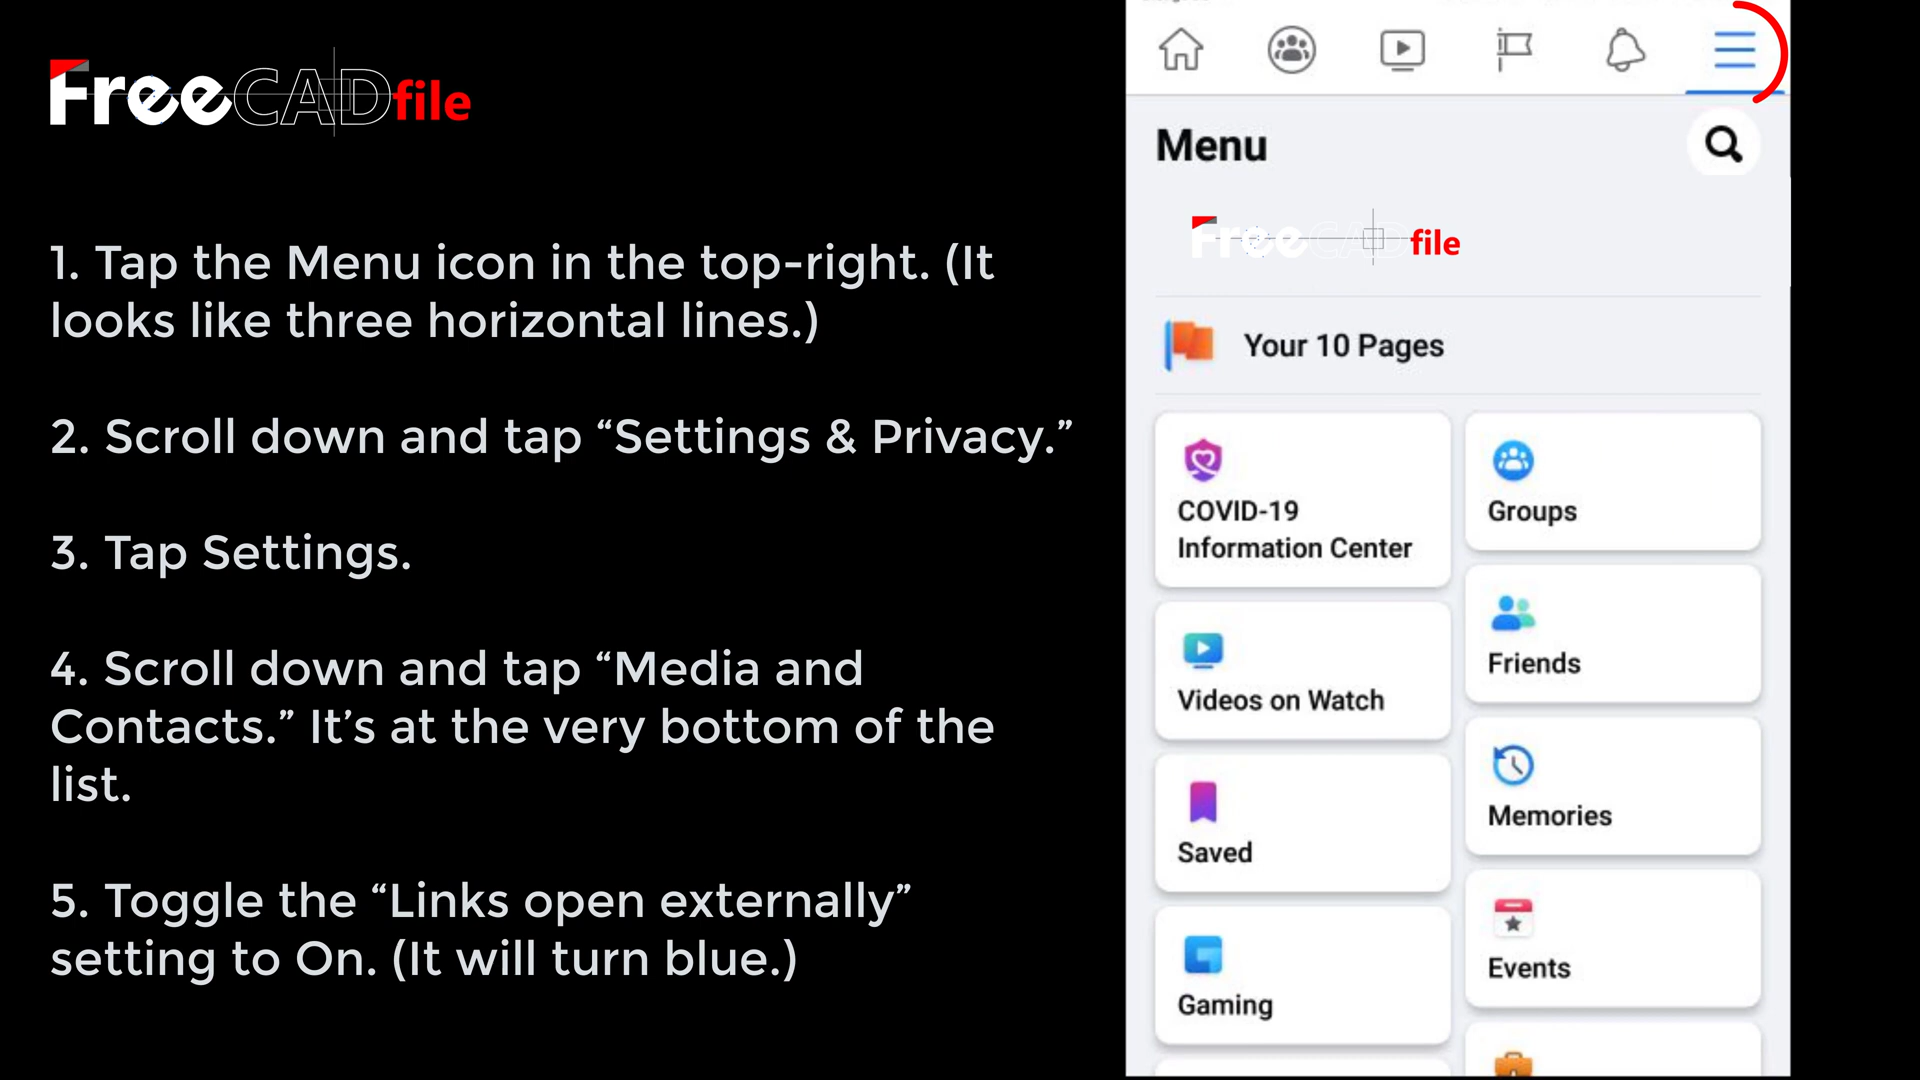 FreeCADfile
1. Tap the Menu icon in the top-right. (It
looks like three horizontal lines.)
2. Scroll down and tap “Settings & Privacy.”
3. Tap Settings.
4. Scroll down and tap “Media and
Contacts.” It’s at the very bottom of the
list.
5. Toggle the “Links open externally”
setting to On. (It will turn blue.)
Menu
FreeCADfile
Your 10 Pages
COVID-19
Information Center
Groups
Videos on Watch
Friends
Saved
Memories
Gaming
Events